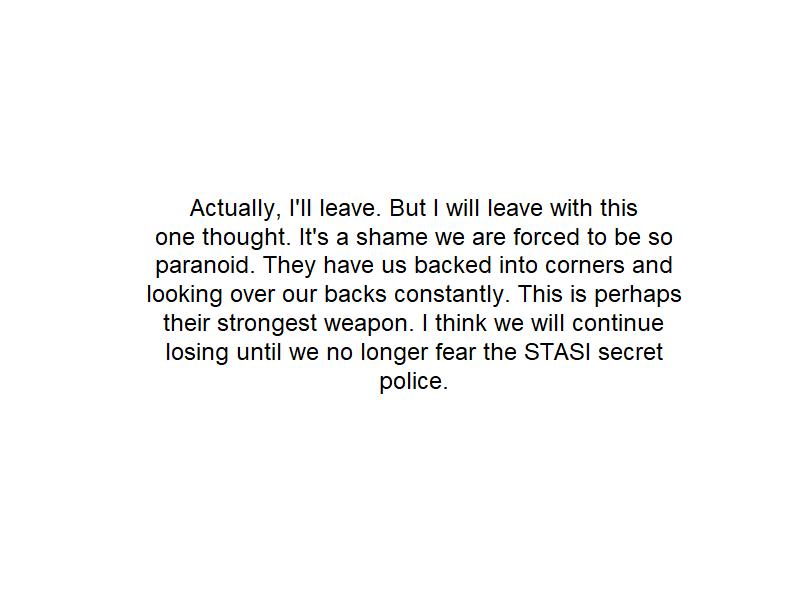 Actually, I'll leave. But I will leave with this
one thought. It's a shame we are forced to be so
paranoid. They have us backed into corners and
looking over our backs constantly. This is perhaps
their strongest weapon. I think we will continue
losing until we no longer fear the STASI secret
police.